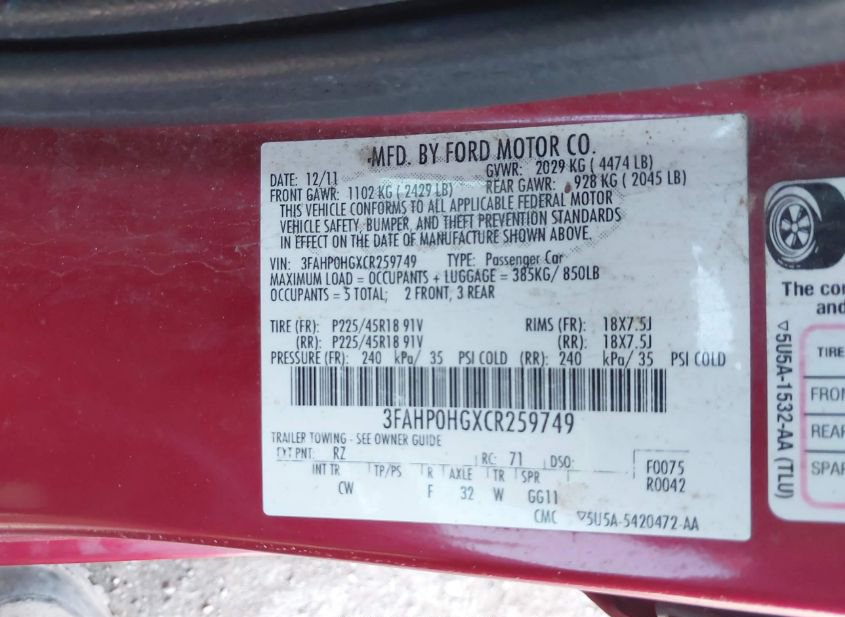 MFD. BY FORD MOTOR CO.
DATE: 12/11 GVWR: 2029 KG ( 4474 LB)
FRONT GAWR: 1102 KG ( 2429 LB) REAR GAWR: 928 KG ( 2045 LB)
THIS VEHICLE CONFORMS TO ALL APPLICABLE FEDERAL MOTOR
VEHICLE SAFETY, BUMPER, AND THEFT PREVENTION STANDARDS
IN EFFECT ON THE DATE OF MANUFACTURE SHOWN ABOVE.
VIN: 3FAHP0HGXCR259749 TYPE: Passenger Car
MAXIMUM LOAD = OCCUPANTS + LUGGAGE = 385KG/ 850LB
OCCUPANTS = 5 TOTAL; 2 FRONT, 3 REAR
TIRE (FR): P225/45R18 91V RIMS (FR): 18X7.5J
(RR): P225/45R18 91V (RR): 18X7.5J
PRESSURE (FR): 240 kPa/ 35 PSI COLD (RR): 240 kPa/ 35 PSI COLD
3FAHP0HGXCR259749
TRAILER TOWING - SEE OWNER GUIDE
EXT PNT: RZ RC: 71 DSO: F0075
INT TR TP/PS R AXLE TR SPR R0042
CW F 32 W GG11
CMC ▽5U5A-5420472-AA
The con
and
▽5U5A-1532-AA (TLU)
TIRE
FRON
REAR
SPAR